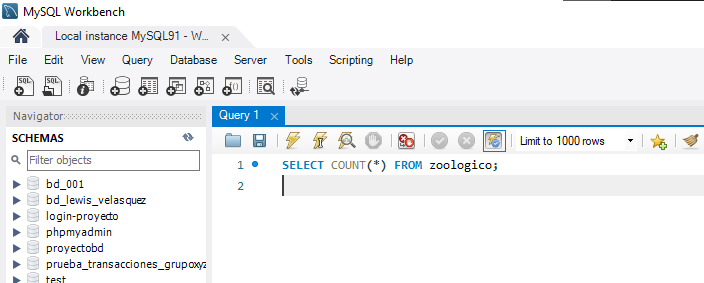 MySQL Workbench
Local instance MySQL91 - W...
File Edit View Query Database Server Tools Scripting Help
SQL SQL
Navigator
Query 1
SCHEMAS
Limit to 1000 rows
Filter objects
1 SELECT COUNT(*) FROM zoologico;
2
bd_001
bd_lewis_velasquez
login-proyecto
phpmyadmin
proyectobd
prueba_transacciones_grupoxyz
test